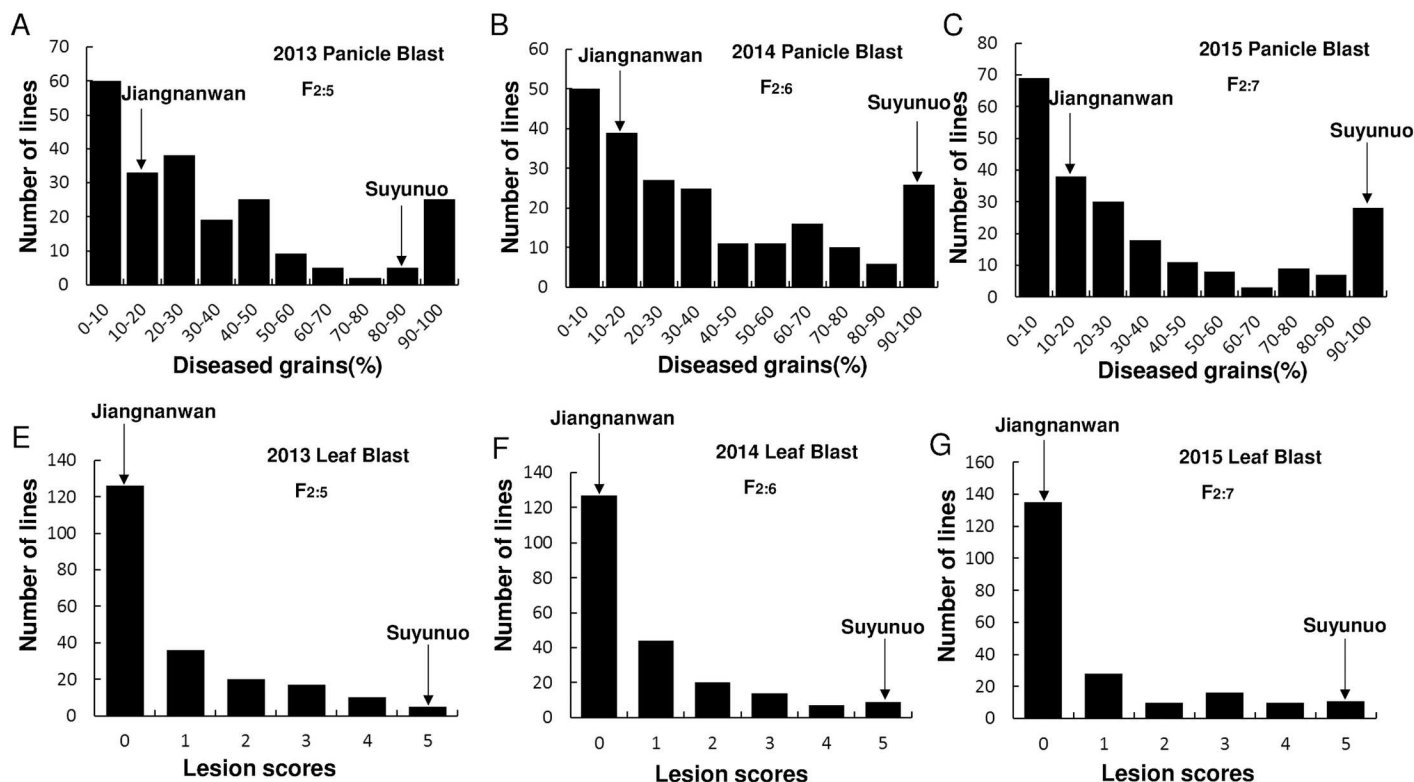 A
2013 Panicle Blast
F2:5
Number of lines
70
60
50
40
30
20
10
0
Jiangnanwan
Suyunuo
0-10
10-20
20-30
30-40
40-50
50-60
60-70
70-80
80-90
90-100
Diseased grains(%)
B
2014 Panicle Blast
F2:6
Number of lines
60
50
40
30
20
10
0
Jiangnanwan
Suyunuo
0-10
10-20
20-30
30-40
40-50
50-60
60-70
70-80
80-90
90-100
Diseased grains(%)
C
2015 Panicle Blast
F2:7
Number of lines
80
70
60
50
40
30
20
10
0
Jiangnanwan
Suyunuo
0-10
10-20
20-30
30-40
40-50
50-60
60-70
70-80
80-90
90-100
Diseased grains(%)
E
Jiangnanwan
2013 Leaf Blast
F2:5
Number of lines
140
120
100
80
60
40
20
0
Suyunuo
0 1 2 3 4 5
Lesion scores
F
Jiangnanwan
2014 Leaf Blast
F2:6
Number of lines
140
120
100
80
60
40
20
0
Suyunuo
0 1 2 3 4 5
Lesion scores
G
Jiangnanwan
2015 Leaf Blast
F2:7
Number of lines
160
140
120
100
80
60
40
20
0
Suyunuo
0 1 2 3 4 5
Lesion scores